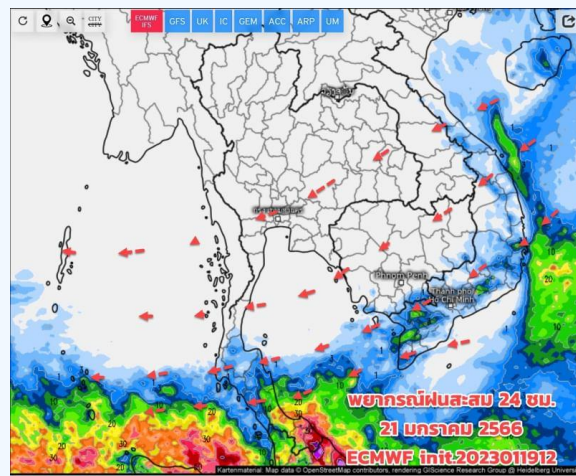 CITY
CITY
ECMWF
IFS
GFS
UK
IC
GEM
ACC
ARP
UM
Phnom Penh
Thành phố
Hồ Chí Minh
พยากรณ์ฝนสะสม 24 ชม.
21 มกราคม 2566
ECMWF init.2023011912
Kartenmaterial: Map data © OpenStreetMap contributors, rendering GIScience Research Group @ Heidelberg Univers